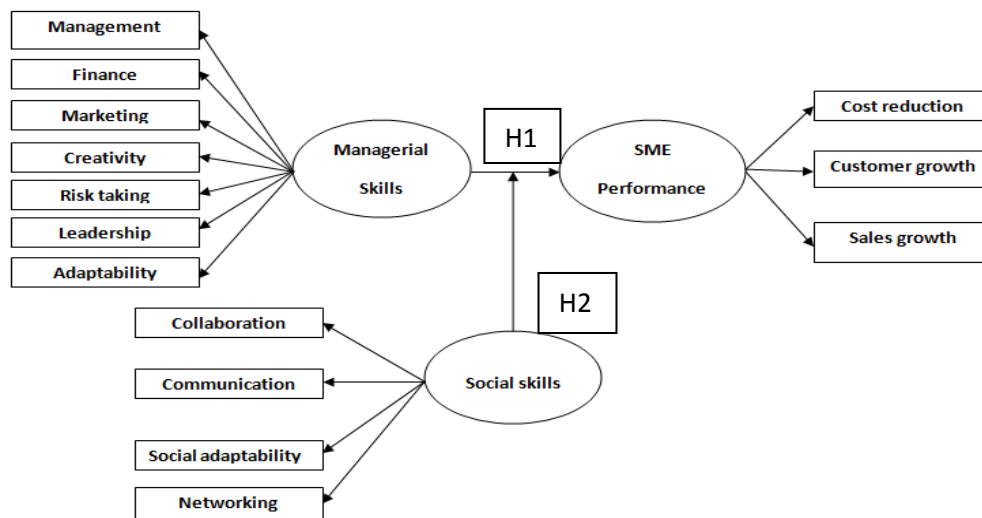 Management
Finance
Marketing
Creativity
Risk taking
Leadership
Adaptability
Managerial
Skills
H1
SME
Performance
Cost reduction
Customer growth
Sales growth
H2
Collaboration
Communication
Social adaptability
Networking
Social skills